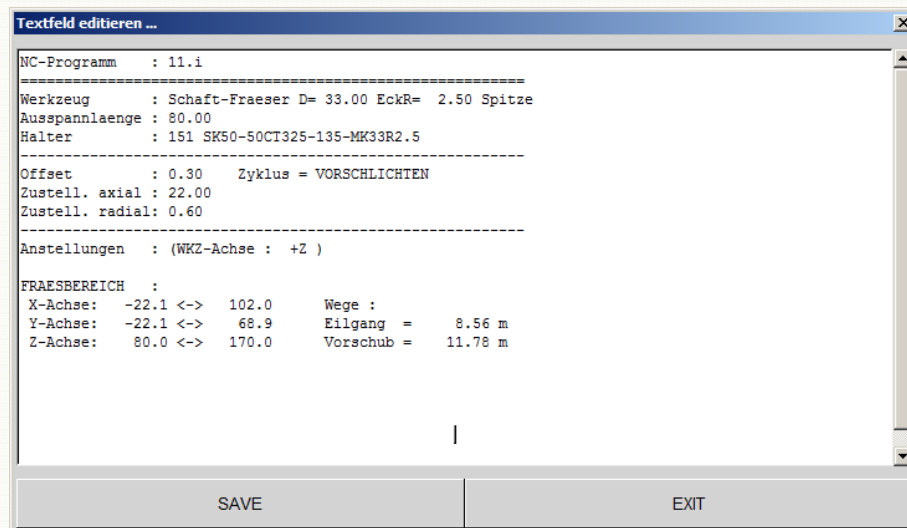 Textfeld editieren ...
NC-Programm    : 11.i
==========================================================
Werkzeug       : Schaft-Fraeser D= 33.00 EckR=  2.50 Spitze
Ausspannlaenge : 80.00
Halter         : 151 SK50-50CT325-135-MK33R2.5
----------------------------------------------------------
Offset         : 0.30    Zyklus = VORSCHLICHTEN
Zustell. axial : 22.00
Zustell. radial: 0.60
----------------------------------------------------------
Anstellungen   : (WKZ-Achse :  +Z )
FRAESBEREICH   :
X-Achse:   -22.1 <->   102.0      Wege :
Y-Achse:   -22.1 <->    68.9      Eilgang  =     8.56 m
Z-Achse:    80.0 <->   170.0      Vorschub =    11.78 m
SAVE EXIT